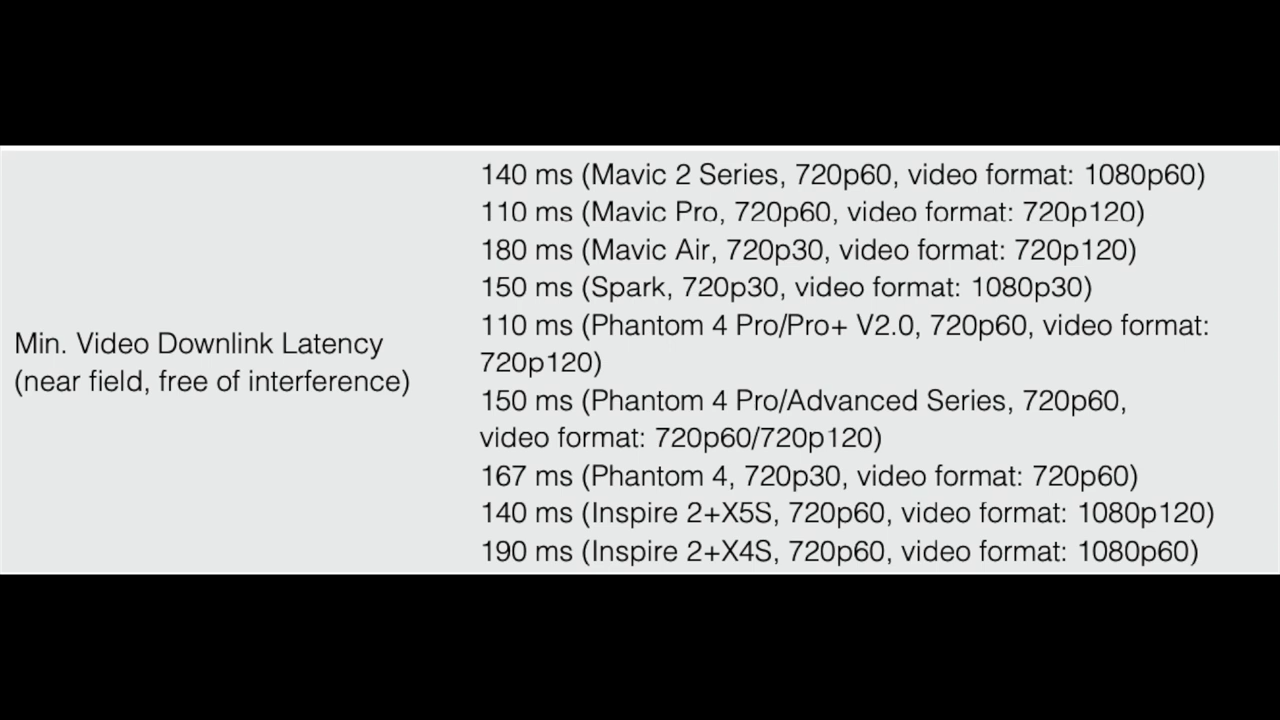 Min. Video Downlink Latency
(near field, free of interference)
140 ms (Mavic 2 Series, 720p60, video format: 1080p60)
110 ms (Mavic Pro, 720p60, video format: 720p120)
180 ms (Mavic Air, 720p30, video format: 720p120)
150 ms (Spark, 720p30, video format: 1080p30)
110 ms (Phantom 4 Pro/Pro+ V2.0, 720p60, video format:
720p120)
150 ms (Phantom 4 Pro/Advanced Series, 720p60,
video format: 720p60/720p120)
167 ms (Phantom 4, 720p30, video format: 720p60)
140 ms (Inspire 2+X5S, 720p60, video format: 1080p120)
190 ms (Inspire 2+X4S, 720p60, video format: 1080p60)